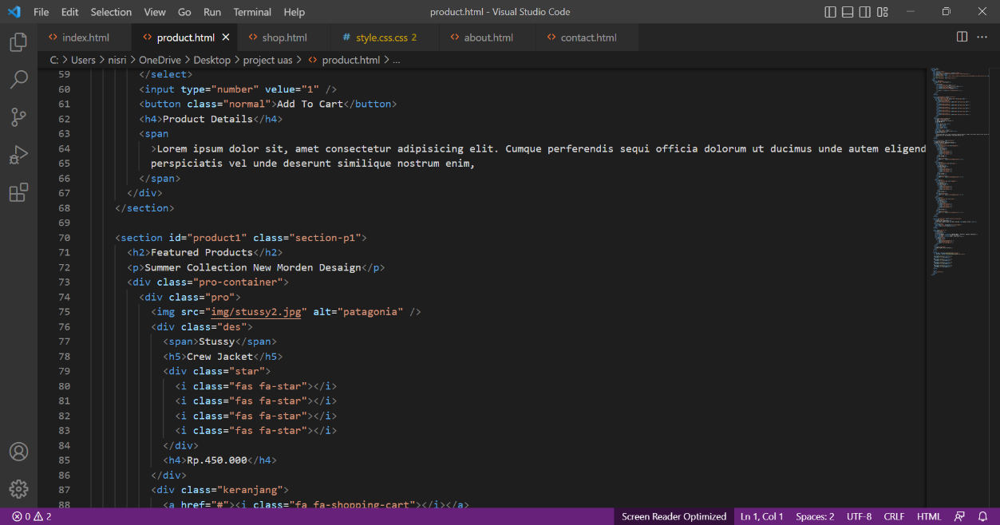 File Edit Selection View Go Run Terminal Help product.html - Visual Studio Code
index.html product.html shop.html # style.css.css 2 about.html contact.html
C: > Users > nisri > OneDrive > Desktop > project uas > product.html > ...
59 </select>
60 <input type="number" velue="1" />
61 <button class="normal">Add To Cart</button>
62 <h4>Product Details</h4>
63 <span
64 >Lorem ipsum dolor sit, amet consectetur adipisicing elit. Cumque perferendis sequi officia dolorum ut ducimus unde autem eligend
65 perspiciatis vel unde deserunt similique nostrum enim,
66 </span>
67 </div>
68 </section>
69
70 <section id="product1" class="section-p1">
71 <h2>Featured Products</h2>
72 <p>Summer Collection New Morden Desaign</p>
73 <div class="pro-container">
74 <div class="pro">
75 <img src="img/stussy2.jpg" alt="patagonia" />
76 <div class="des">
77 <span>Stussy</span>
78 <h5>Crew Jacket</h5>
79 <div class="star">
80 <i class="fas fa-star"></i>
81 <i class="fas fa-star"></i>
82 <i class="fas fa-star"></i>
83 <i class="fas fa-star"></i>
84 </div>
85 <h4>Rp.450.000</h4>
86 </div>
87 <div class="keranjang">
88 <a href="#"><i class="fa fa-shopping-cart"></i></a>
0 2 Screen Reader Optimized Ln 1, Col 1 Spaces: 2 UTF-8 CRLF HTML